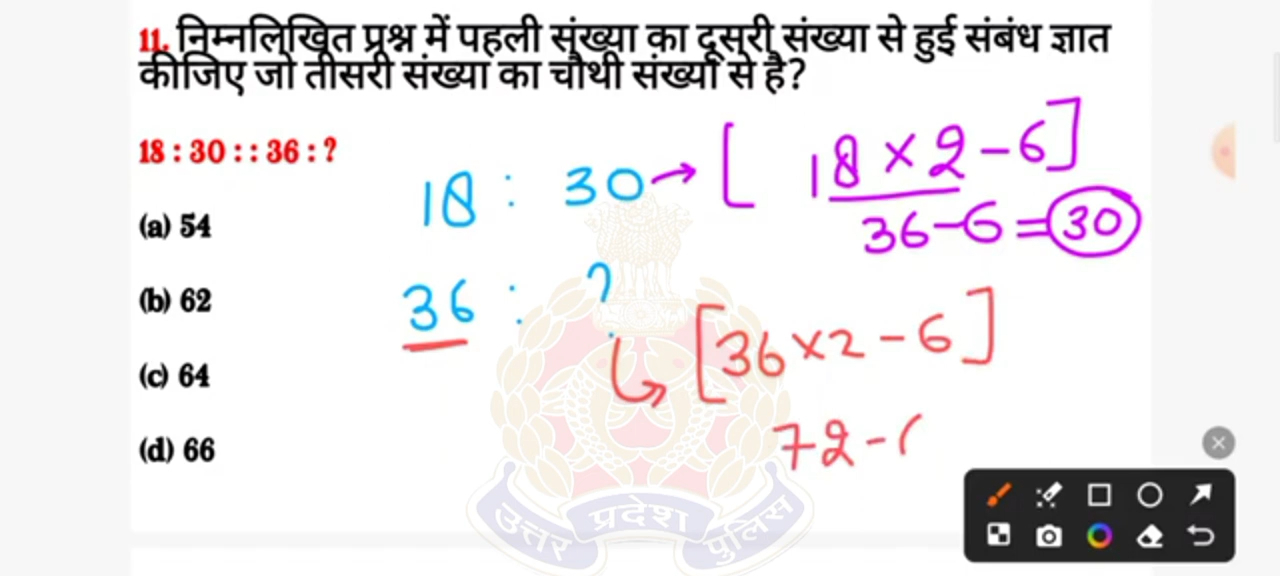 11. निम्नलिखित प्रश्न में पहली संख्या का दूसरी संख्या से हुई संबंध ज्ञात
कीजिए जो तीसरी संख्या का चौथी संख्या से है?
18 : 30 : : 36 : ?
(a) 54
(b) 62
(c) 64
(d) 66
18 : 30 → [ 18 × 2 - 6 ]
36 - 6 = 30
36 : ?
[ 36 × 2 - 6 ]
72 - (
उत्तर प्रदेश पुलिस